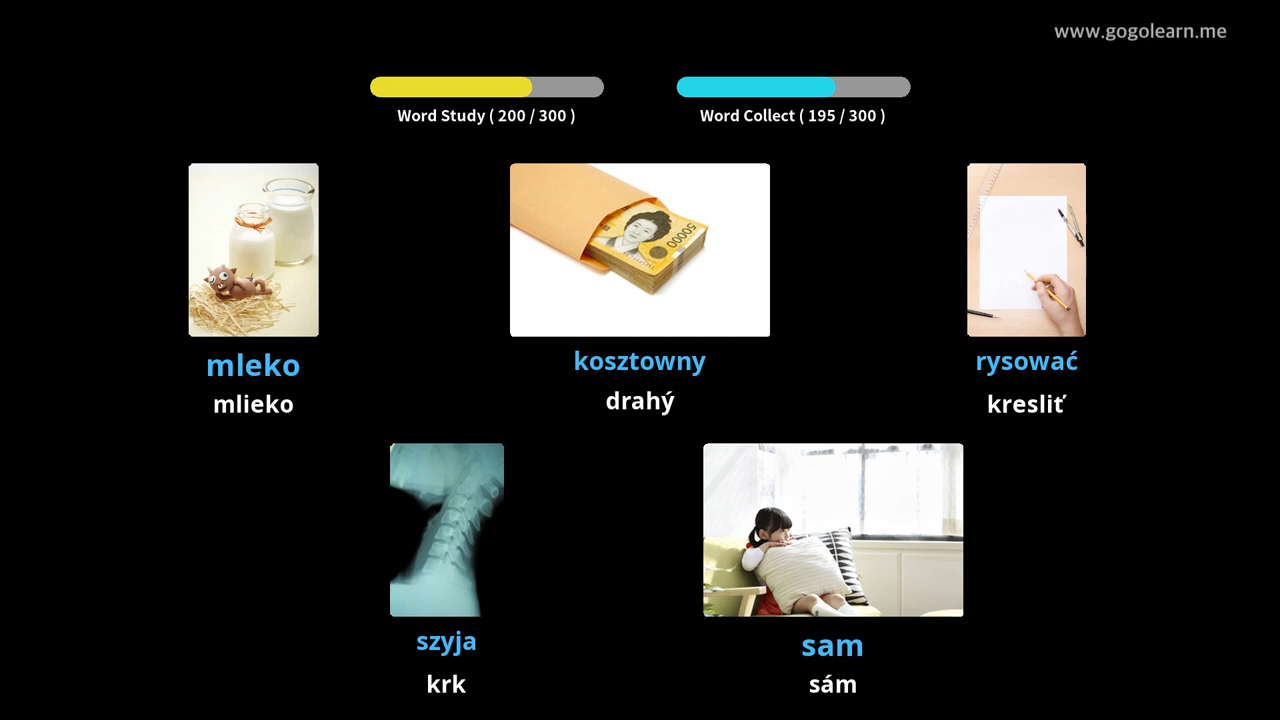 www.gogolearn.me
Word Study ( 200 / 300 )
Word Collect ( 195 / 300 )
50000
mleko
mlieko
kosztowny
drahý
rysować
kresliť
szyja
krk
sam
sám